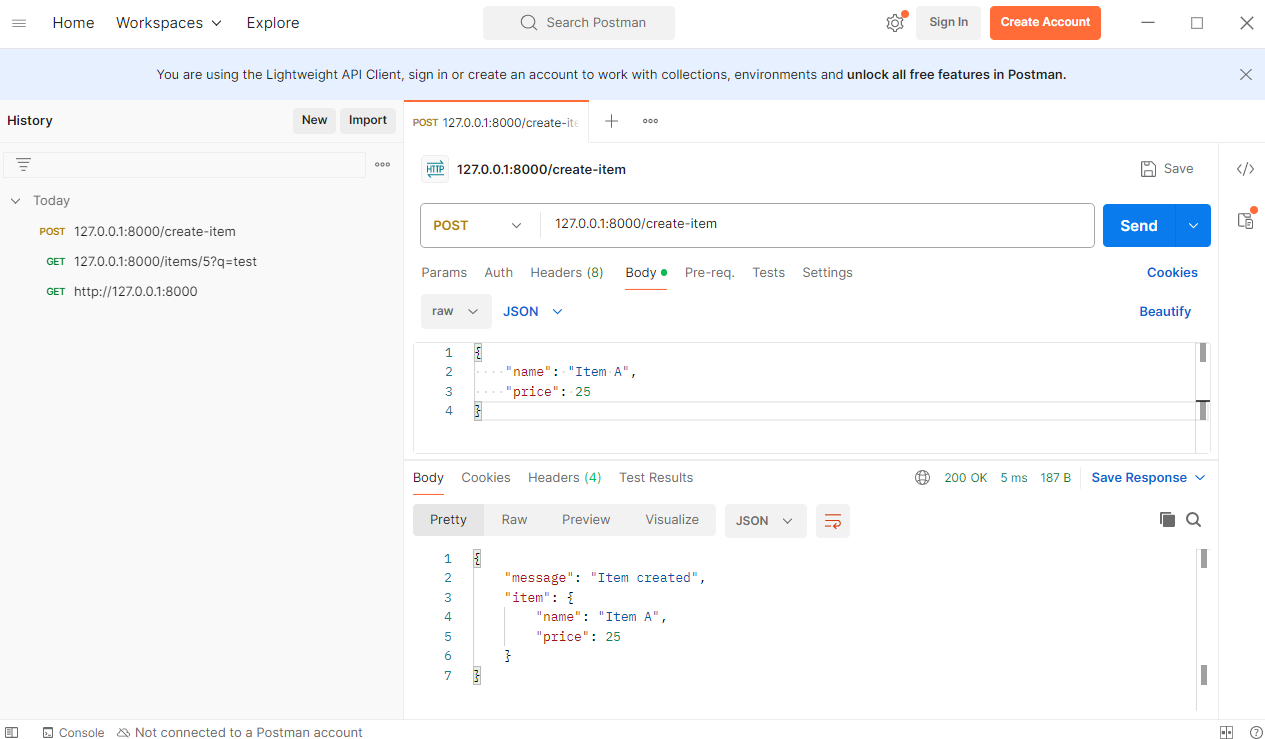 Home Workspaces Explore Search Postman Sign In Create Account
You are using the Lightweight API Client, sign in or create an account to work with collections, environments and unlock all free features in Postman.
History New Import
POST 127.0.0.1:8000/create-ite
HTTP 127.0.0.1:8000/create-item Save
Today
POST 127.0.0.1:8000/create-item
GET 127.0.0.1:8000/items/5?q=test
GET http://127.0.0.1:8000
POST 127.0.0.1:8000/create-item Send
Params Auth Headers (8) Body Pre-req. Tests Settings Cookies
raw JSON Beautify
1 {
2 "name": "Item A",
3 "price": 25
4 }
Body Cookies Headers (4) Test Results 200 OK 5 ms 187 B Save Response
Pretty Raw Preview Visualize JSON
1 {
2 "message": "Item created",
3 "item": {
4 "name": "Item A",
5 "price": 25
6 }
7 }
Console Not connected to a Postman account